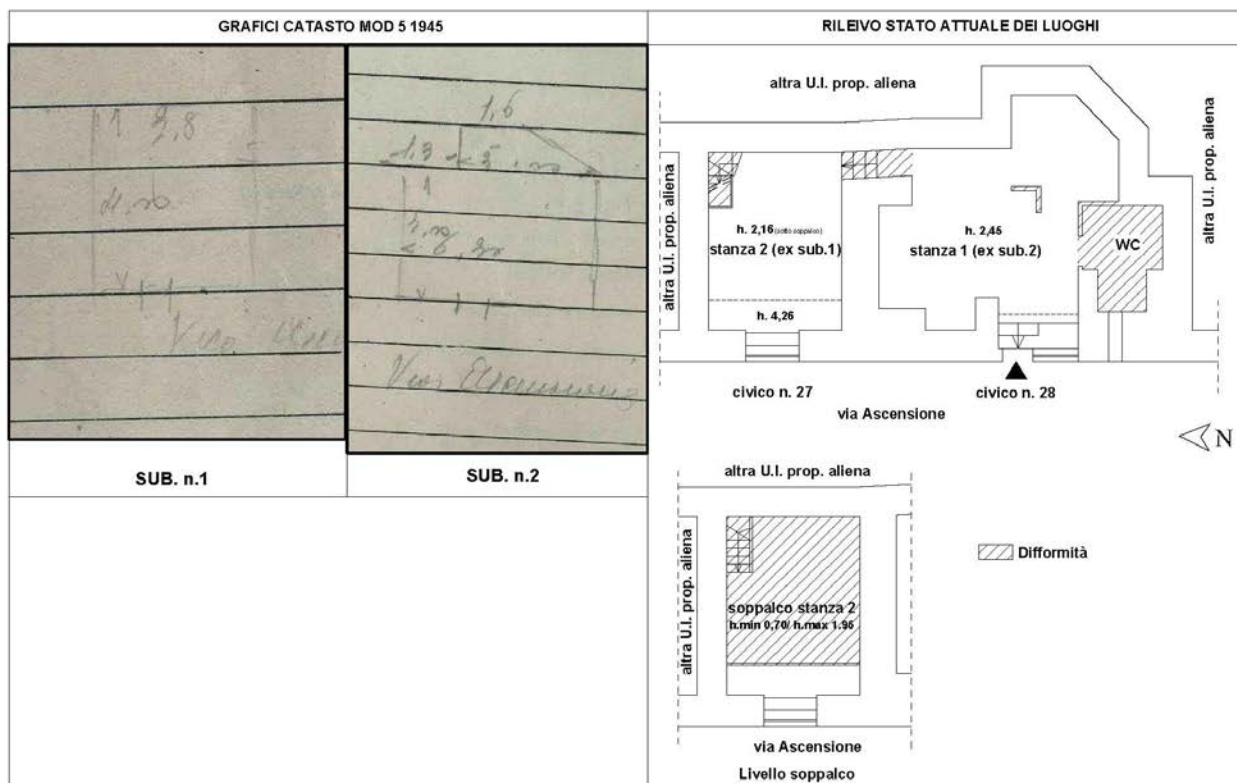 GRAFICI CATASTO MOD 5 1945
1,6
SUB. n.1
SUB. n.2
RILEIVO STATO ATTUALE DEI LUOGHI
altra U.I. prop. aliena
altra U.I. prop. aliena
altra U.I. prop. aliena
h. 2,16 (sotto soppalco)
stanza 2 (ex sub.1)
h. 4,26
h. 2,45
stanza 1 (ex sub.2)
WC
civico n. 27
civico n. 28
via Ascensione
N
altra U.I. prop. aliena
altra U.I. prop. aliena
soppalco stanza 2
h.min 0,70/ h.max 1.96
Difformità
via Ascensione
Livello soppalco